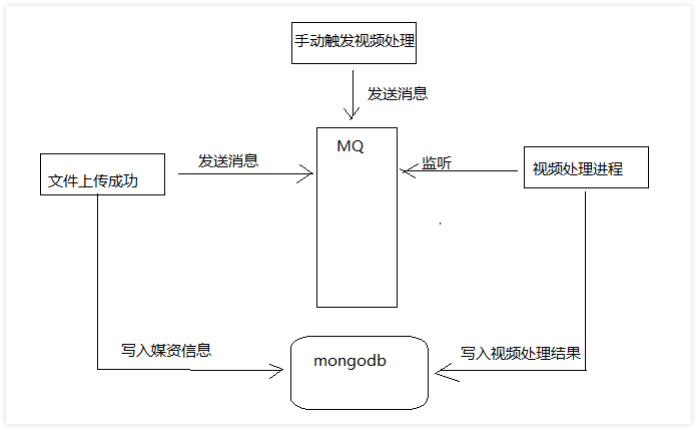 手动触发视频处理
发送消息
MQ
发送消息
监听
文件上传成功
视频处理进程
写入媒资信息
mongodb
写入视频处理结果